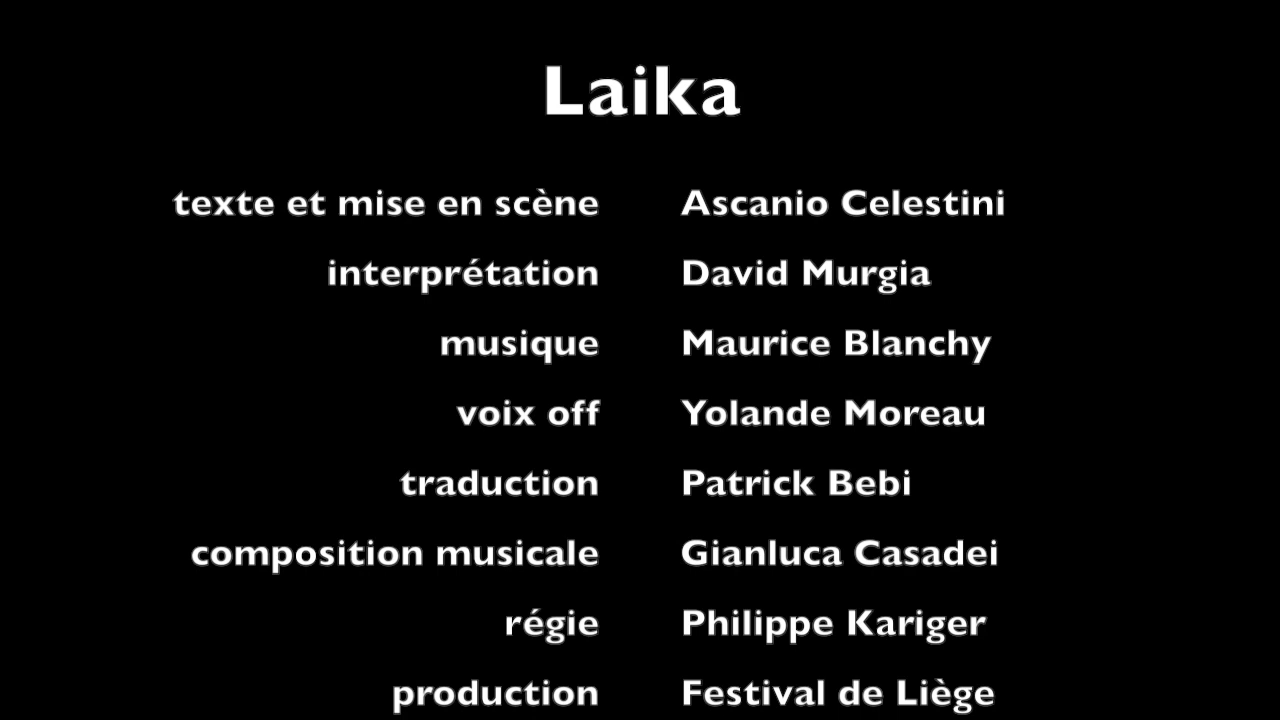 Laika
texte et mise en scène Ascanio Celestini
interprétation David Murgia
musique Maurice Blanchy
voix off Yolande Moreau
traduction Patrick Bebi
composition musicale Gianluca Casadei
régie Philippe Kariger
production Festival de Liège